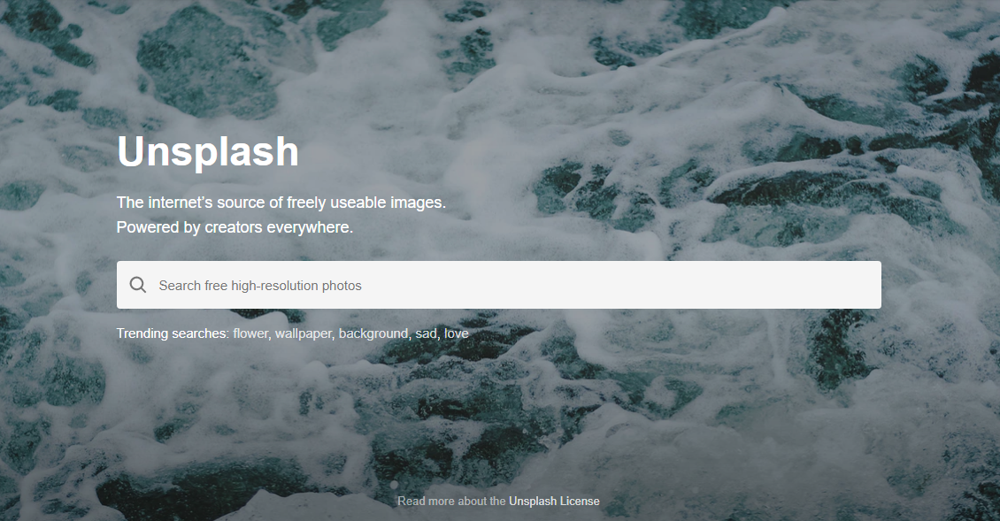 Unsplash
The internet's source of freely useable images.
Powered by creators everywhere.
Search free high-resolution photos
Trending searches: flower, wallpaper, background, sad, love
Read more about the Unsplash License